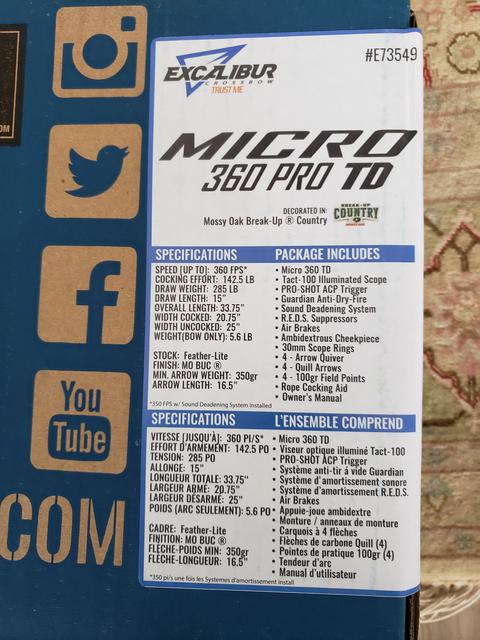 #E73549
EXCALIBUR
CROSSBOW
TRUST ME
MICRO
360 PRO TD
DECORATED IN:
Mossy Oak Break-Up ® Country
BREAK-UP
COUNTRY
SPECIFICATIONS
SPEED (UP TO): 360 FPS*
COCKING EFFORT: 142.5 LB
DRAW WEIGHT: 285 LB
DRAW LENGTH: 15"
OVERALL LENGTH: 33.75"
WIDTH COCKED: 20.75"
WIDTH UNCOCKED: 25"
WEIGHT(BOW ONLY): 5.6 LB
STOCK: Feather-Lite
FINISH: MO BUC ®
MIN. ARROW WEIGHT: 350gr
ARROW LENGTH: 16.5"
*350 FPS w/ Sound Deadening System installed
PACKAGE INCLUDES
• Micro 360 TD
• Tact-100 Illuminated Scope
• PRO-SHOT ACP Trigger
• Guardian Anti-Dry-Fire
• Sound Deadening System
• R.E.D.S. Suppressors
• Air Brakes
• Ambidextrous Cheekpiece
• 30mm Scope Rings
• 4 - Arrow Quiver
• 4 - Quill Arrows
• 4 - 100gr Field Points
• Rope Cocking Aid
• Owner's Manual
SPECIFICATIONS
VITESSE (JUSQU'À): 360 PI/S*
EFFORT D'ARMEMENT: 142.5 PO
TENSION: 285 PO
ALLONGE: 15"
LONGUEUR TOTALE: 33.75"
LARGEUR ARMÉ: 20.75"
LARGEUR DÉSARMÉ: 25"
POIDS (ARC SEULEMENT): 5.6 PO
CADRE: Feather-Lite
FINITION: MO BUC ®
FLÈCHE-POIDS MIN: 350gr
FLÈCHE-LONGUEUR: 16.5"
*350 pi/s une fois les Systemes d'amortissement install
L'ENSEMBLE COMPREND
• Micro 360 TD
• Viseur optique illuminé Tact-100
• PRO-SHOT ACP Trigger
• Système anti-tir à vide Guardian
• Système d'amortissement sonore
• Système d'amortissement R.E.D.S.
• Air Brakes
• Appuie-joue ambidextre
• Monture / anneaux de monture
• Carquois à 4 flèches
• Flèches de carbone Quill (4)
• Pointes de pratique 100gr (4)
• Tendeur d'arc
• Manual d'utilisateur
You
Tube
COM